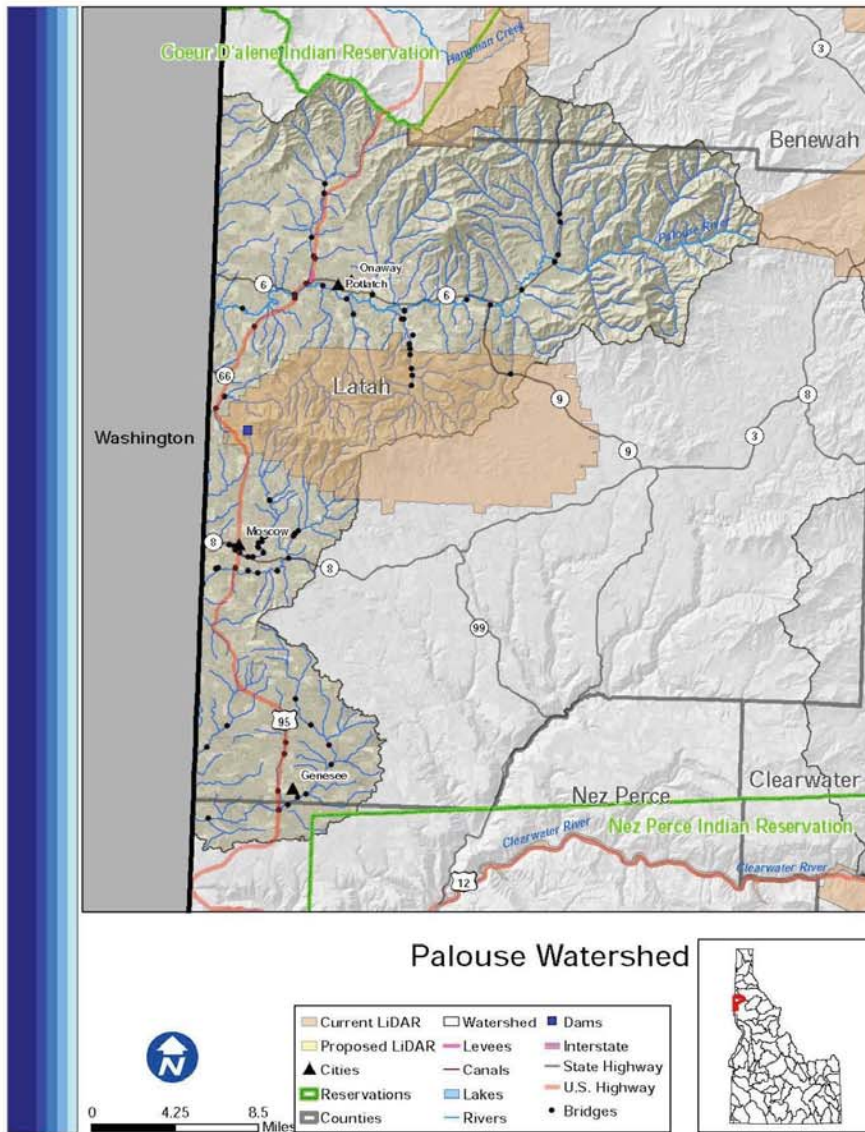 Coeur D'alene Indian Reservation
Hangman Creek
3
Benewah
Palouse River
Onaway
Potlatch
6
6
66
Latah
9
8
Washington
3
9
Moscow
8
8
99
95
Genesee
Clearwater
Nez Perce
Nez Perce Indian Reservation
Clearwater River
Clearwater River
12
Palouse Watershed
Current LiDAR
Watershed
Dams
Proposed LiDAR
Levees
Interstate
Cities
Canals
State Highway
Reservations
Lakes
U.S. Highway
Counties
Rivers
Bridges
0 4.25 8.5
Miles